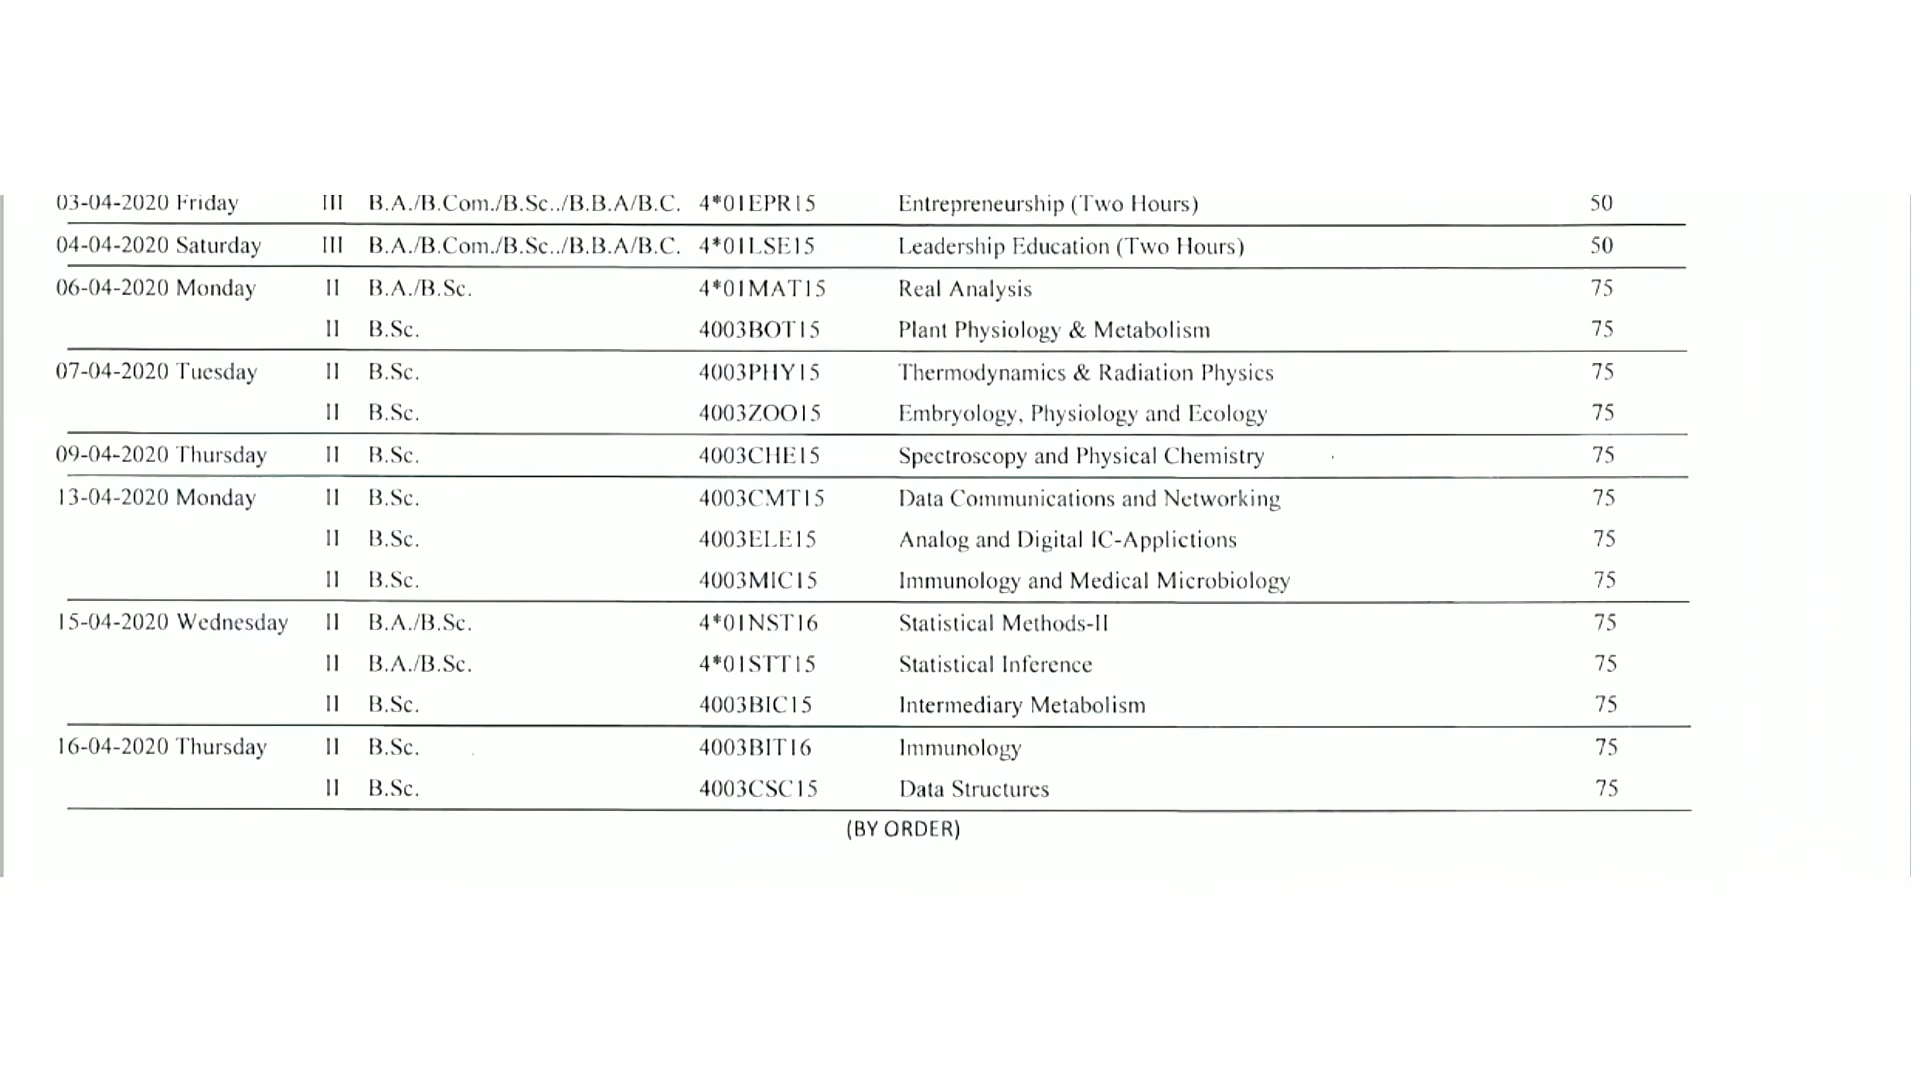 03-04-2020 Friday III B.A./B.Com./B.Sc../B.B.A/B.C. 4*01EPR15 Entrepreneurship (Two Hours) 50
04-04-2020 Saturday III B.A./B.Com./B.Sc../B.B.A/B.C. 4*01LSE15 Leadership Education (Two Hours) 50
06-04-2020 Monday II B.A./B.Sc. 4*01MAT15 Real Analysis 75
II B.Sc. 4003BOT15 Plant Physiology & Metabolism 75
07-04-2020 Tuesday II B.Sc. 4003PHY15 Thermodynamics & Radiation Physics 75
II B.Sc. 4003ZOO15 Embryology, Physiology and Ecology 75
09-04-2020 Thursday II B.Sc. 4003CHE15 Spectroscopy and Physical Chemistry 75
13-04-2020 Monday II B.Sc. 4003CMT15 Data Communications and Networking 75
II B.Sc. 4003ELE15 Analog and Digital IC-Applictions 75
II B.Sc. 4003MIC15 Immunology and Medical Microbiology 75
15-04-2020 Wednesday II B.A./B.Sc. 4*01NST16 Statistical Methods-II 75
II B.A./B.Sc. 4*01STT15 Statistical Inference 75
II B.Sc. 4003BIC15 Intermediary Metabolism 75
16-04-2020 Thursday II B.Sc. 4003BIT16 Immunology 75
II B.Sc. 4003CSC15 Data Structures 75
(BY ORDER)